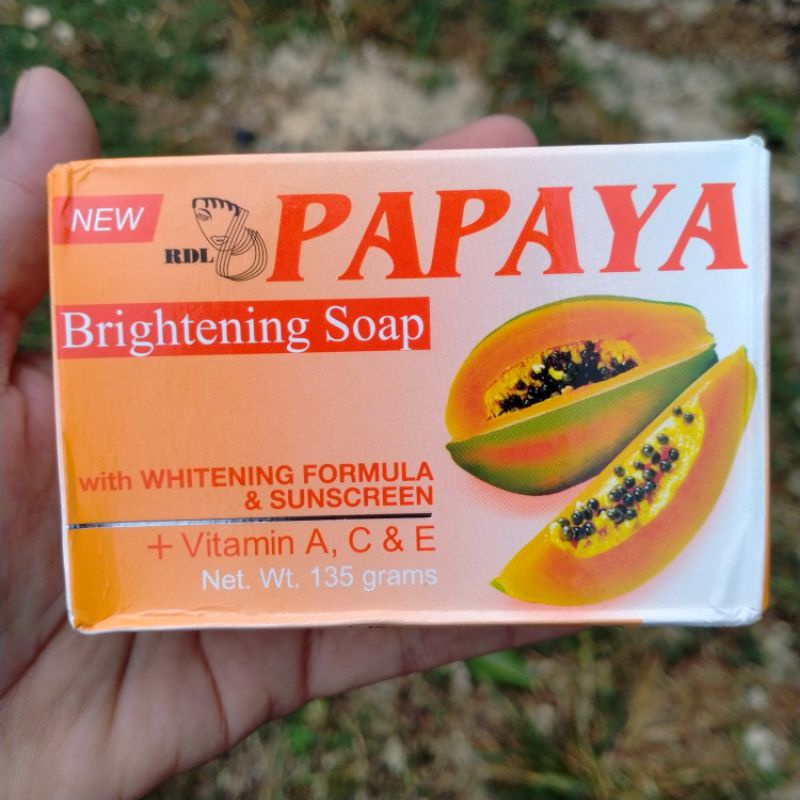 NEW
RDL
PAPAYA
Brightening Soap
with WHITENING FORMULA
& SUNSCREEN
+ Vitamin A, C & E
Net. Wt. 135 grams